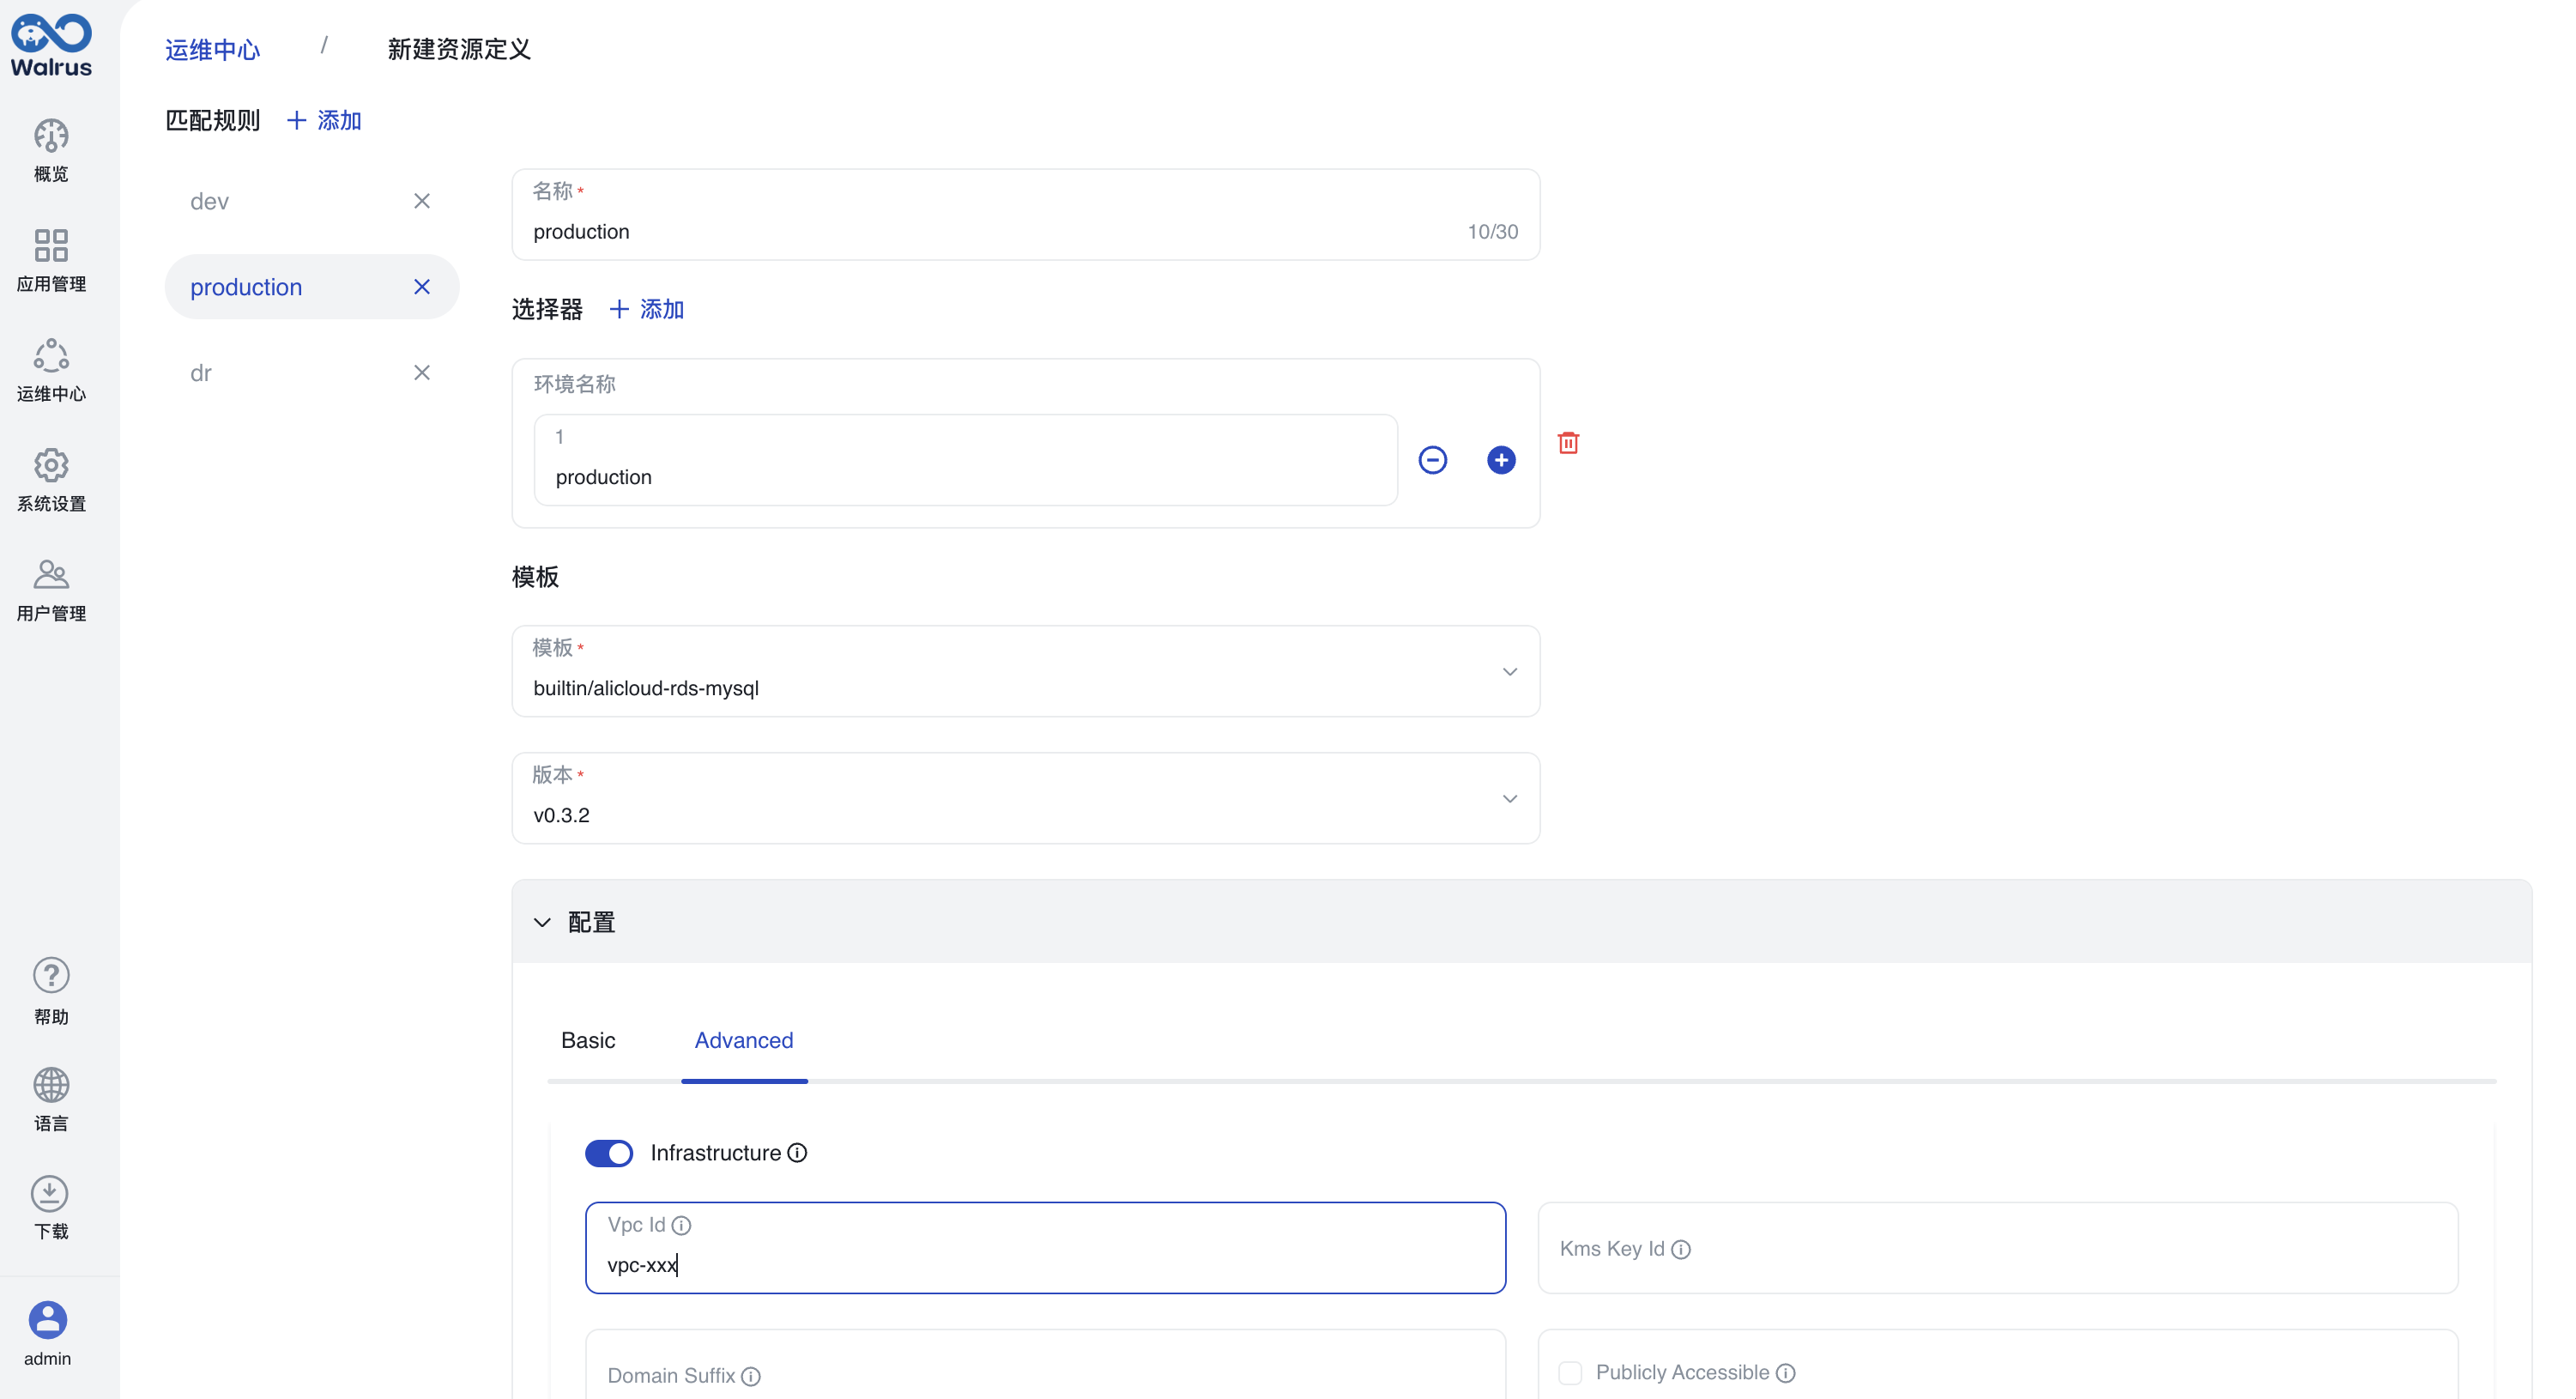 Walrus
概览
应用管理
运维中心
系统设置
用户管理
帮助
语言
下载
admin
运维中心 / 新建资源定义
匹配规则 + 添加
dev
production
dr
名称 *
production 10/30
选择器 + 添加
环境名称
1
production
模板
模板 *
builtin/alicloud-rds-mysql
版本 *
v0.3.2
配置
Basic Advanced
Infrastructure
Vpc Id
vpc-xxx
Kms Key Id
Domain Suffix
Publicly Accessible